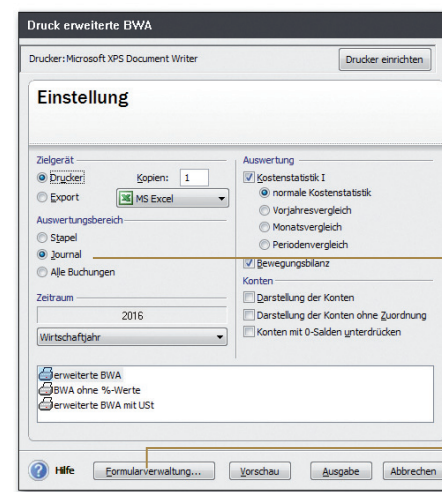 Druck erweiterte BWA
Drucker: Microsoft XPS Document Writer
Drucker einrichten
Einstellung
Zielgerät
Drucker
Kopien: 1
Export
MS Excel
Auswertungsbereich
Stapel
Journal
Alle Buchungen
Zeitraum
2016
Wirtschaftjahr
Auswertung
Kostenstatistik I
normale Kostenstatistik
Vorjahresvergleich
Monatsvergleich
Periodenvergleich
Bewegungsbilanz
Konten
Darstellung der Konten
Darstellung der Konten ohne Zuordnung
Konten mit 0-Salden unterdrücken
erweiterte BWA
BWA ohne %-Werte
erweiterte BWA mit USt
Hilfe
Formularverwaltung...
Vorschau
Ausgabe
Abbrechen